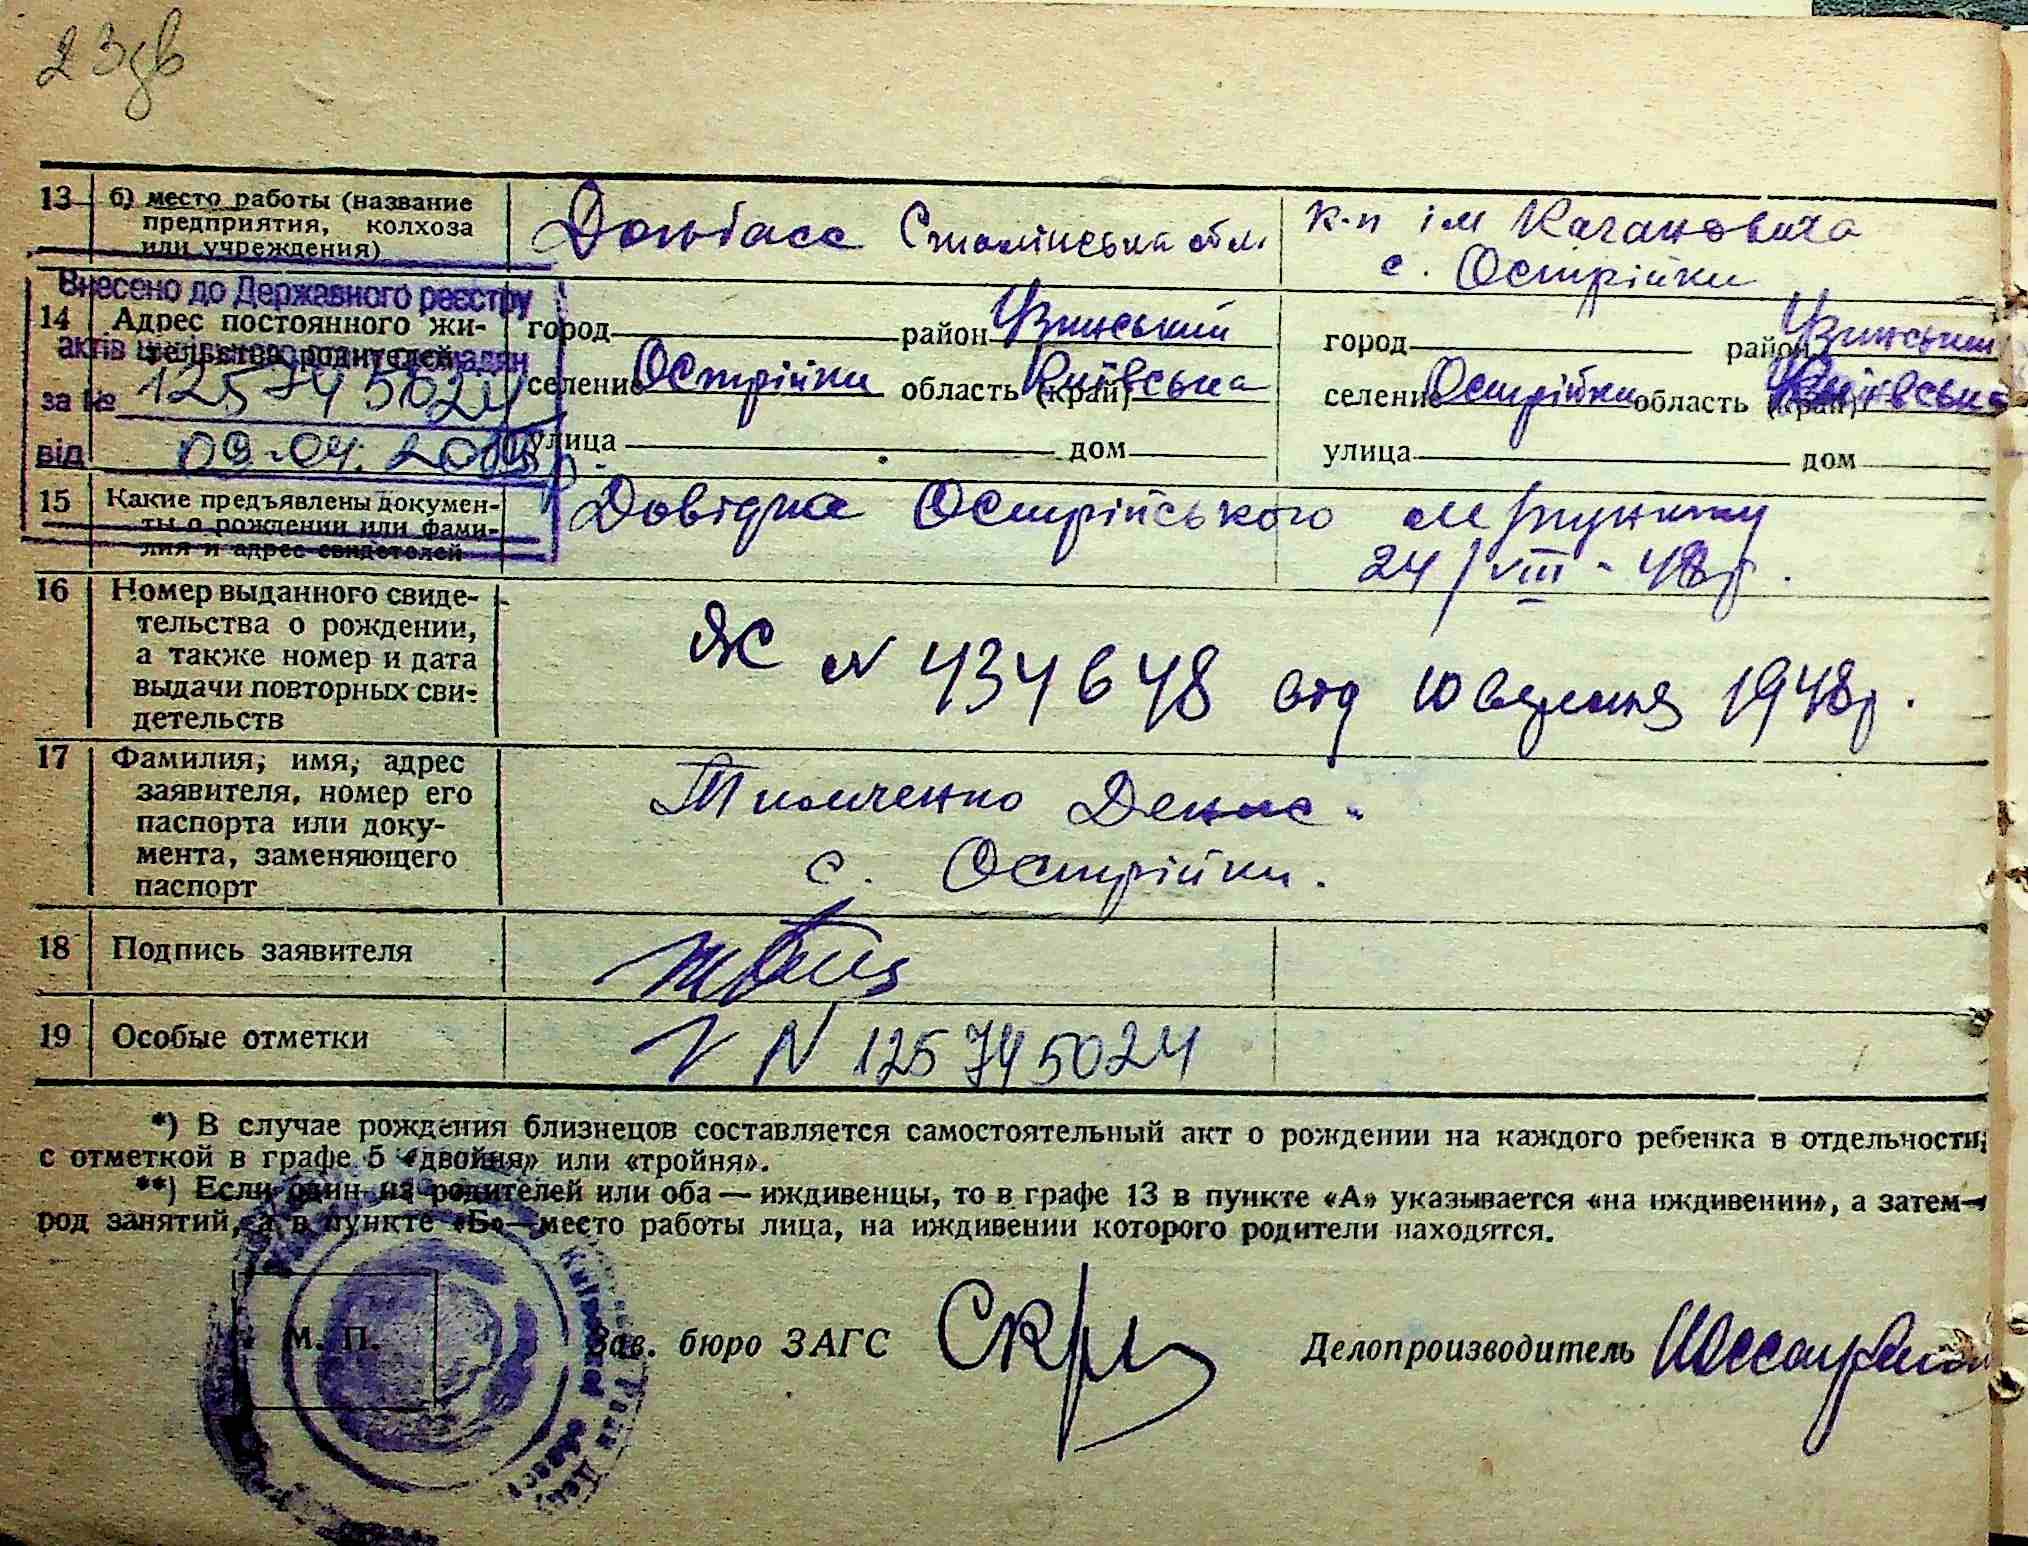 23зв
13 б) место работы (название предприятия, колхоза или учреждения) Донбасс Сталінська обл. к-п ім Кагановича с. Острійки
Внесено до Державного реєстру
актів цивільного стану громадян
за № 125745024
від 09.04.
14 Адрес постоянного жительства родителей
город район Узинський город район Узинський
селение Острійки область (край) Київська селение Острійки область (край) Київська
улица дом улица дом
15 Какие предъявлены документы о рождении или фамилия и адрес свидетелей Довідка Острійського медпункту
24/VIII - 48р.
16 Номер выданного свидетельства о рождении, а также номер и дата выдачи повторных свидетельств ЯЖ N 434648 від 10 вересня 1948р.
17 Фамилия, имя, адрес заявителя, номер его паспорта или документа, заменяющего паспорт Тимченко Денис.
с. Острійки.
18 Подпись заявителя
19 Особые отметки V N 125745024
*) В случае рождения близнецов составляется самостоятельный акт о рождении на каждого ребенка в отдельности,
с отметкой в графе 5 «двойня» или «тройня».
**) Если один из родителей или оба — иждивенцы, то в графе 13 в пункте «А» указывается «на иждивении», а затем—
род занятий, а в пункте «Б»—место работы лица, на иждивении которого родители находятся.
М. П. Зав. бюро ЗАГС Делопроизводитель